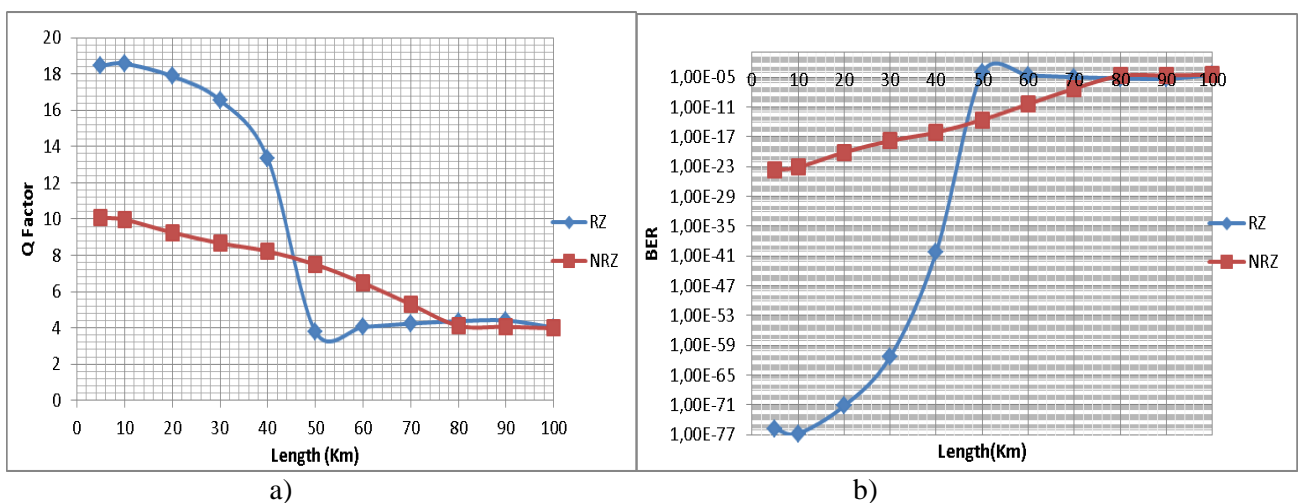 20
18
16
14
12
10
8
6
4
2
0
0 10 20 30 40 50 60 70 80 90 100
Q Factor
Length (Km)
RZ
NRZ
a)
1,00E-05
1,00E-11
1,00E-17
1,00E-23
1,00E-29
1,00E-35
1,00E-41
1,00E-47
1,00E-53
1,00E-59
1,00E-65
1,00E-71
1,00E-77
0 10 20 30 40 50 60 70 80 90 100
BER
Length(Km)
RZ
NRZ
b)